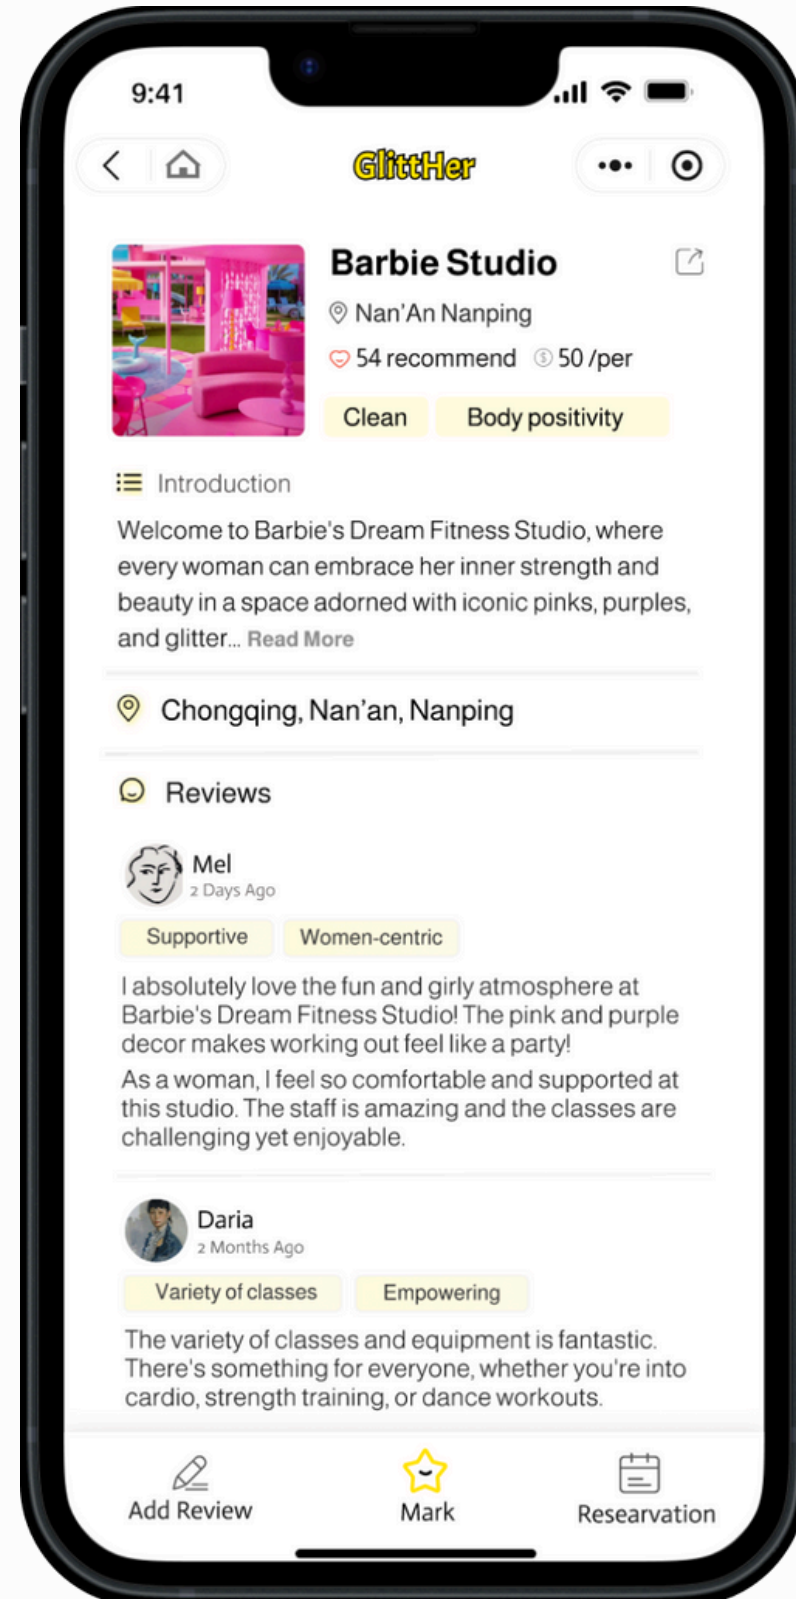 9:41
GlittHer
Barbie Studio
Nan'An Nanping
54 recommend $ 50 /per
Clean Body positivity
Introduction
Welcome to Barbie's Dream Fitness Studio, where
every woman can embrace her inner strength and
beauty in a space adorned with iconic pinks, purples,
and glitter... Read More
Chongqing, Nan’an, Nanping
Reviews
Mel
2 Days Ago
Supportive Women-centric
I absolutely love the fun and girly atmosphere at
Barbie's Dream Fitness Studio! The pink and purple
decor makes working out feel like a party!
As a woman, I feel so comfortable and supported at
this studio. The staff is amazing and the classes are
challenging yet enjoyable.
Daria
2 Months Ago
Variety of classes Empowering
The variety of classes and equipment is fantastic.
There's something for everyone, whether you're into
cardio, strength training, or dance workouts.
Add Review Mark Researvation